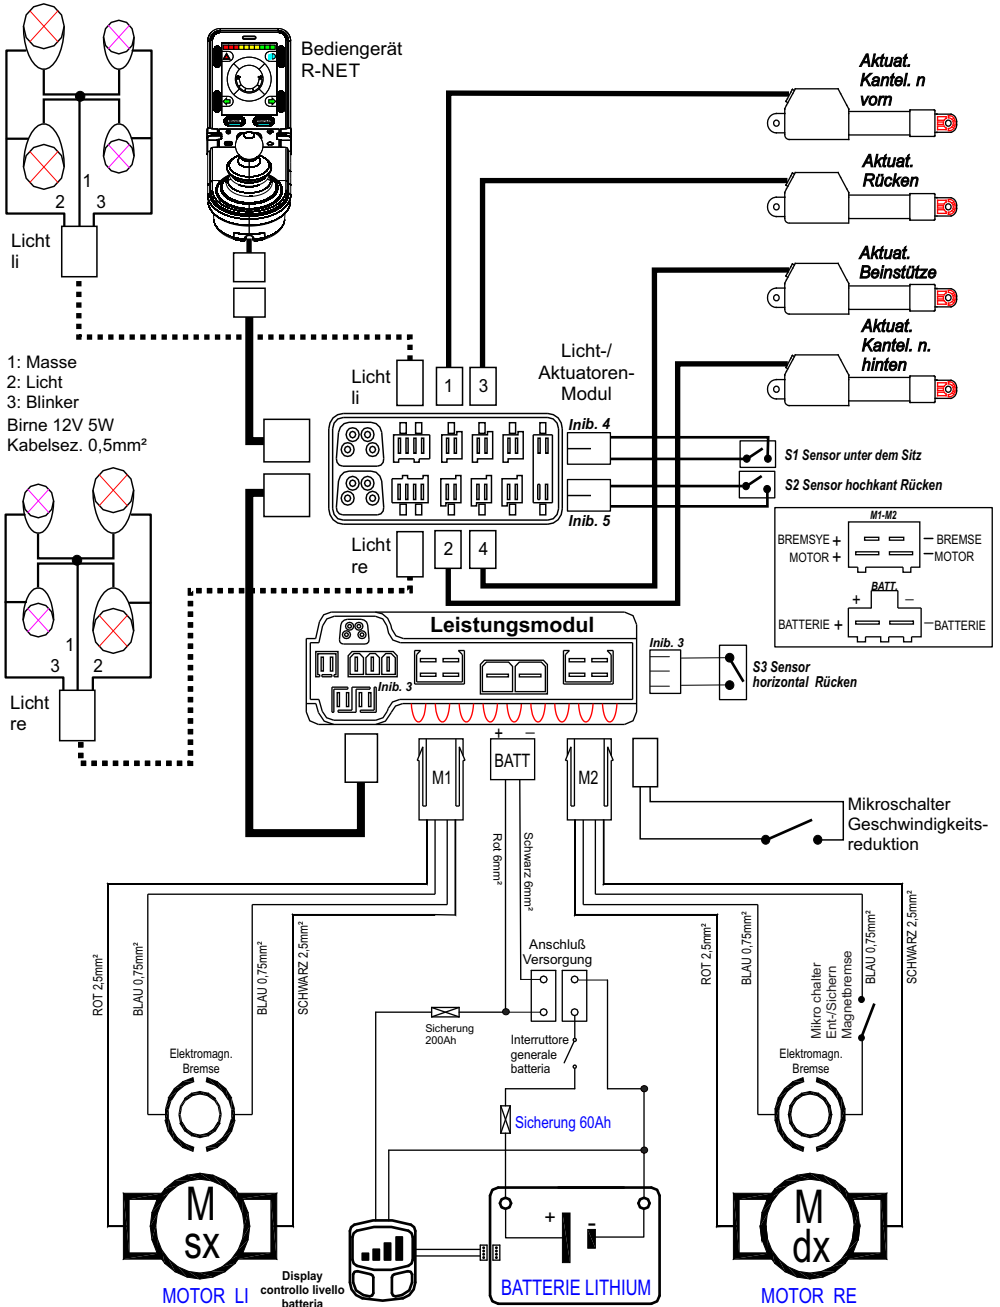 Bediengerät
R-NET
Aktuat.
Kantel. n
vorn
Aktuat.
Rücken
Aktuat.
Beinstütze
Aktuat.
Kantel. n.
hinten
1
2
3
Licht
li
1: Masse
2: Licht
3: Blinker
Birne 12V 5W
Kabelsez. 0,5mm²
Licht
li
1
3
Licht-/
Aktuatoren-
Modul
Inib. 4
S1 Sensor unter dem Sitz
S2 Sensor hochkant Rücken
Inib. 5
Licht
re
2
4
M1-M2
BREMSYE +
– BREMSE
MOTOR +
– MOTOR
BATT.
+ –
BATTERIE +
– BATTERIE
1
3
2
Licht
re
Leistungsmodul
Inib. 3
Inib. 3
S3 Sensor
horizontal Rücken
+ –
M1
BATT
M2
Mikroschalter
Geschwindigkeits-
reduktion
Rot 6mm²
Schwarz 6mm²
ROT 2,5mm²
BLAU 0,75mm²
BLAU 0,75mm²
SCHWARZ 2,5mm²
Anschluß
Versorgung
ROT 2,5mm²
BLAU 0,75mm²
Mikro chalter
Ent-/Sichern
Magnetbremse
BLAU 0,75mm²
SCHWARZ 2,5mm²
Sicherung
200Ah
Interruttore
generale
batteria
Elektromagn.
Bremse
Elektromagn.
Bremse
Sicherung 60Ah
M
sx
M
dx
+ -
MOTOR LI
Display
controllo livello
batteria
BATTERIE LITHIUM
MOTOR RE